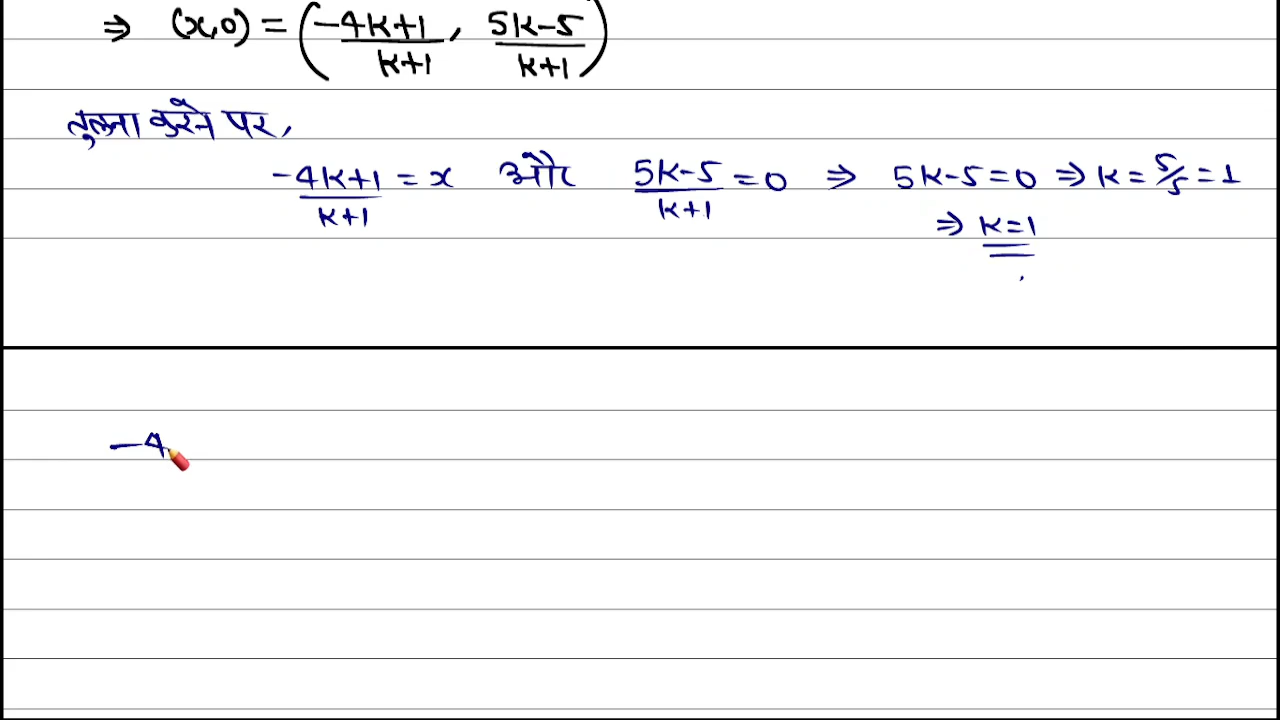 ⇒ (x,0) = ( (-4k+1)/(k+1) , (5k-5)/(k+1) )
तुलना करने पर,
(-4k+1)/(k+1) = x और (5k-5)/(k+1) = 0 ⇒ 5k-5=0 ⇒ k = 5/5 = 1
⇒ k=1
-4